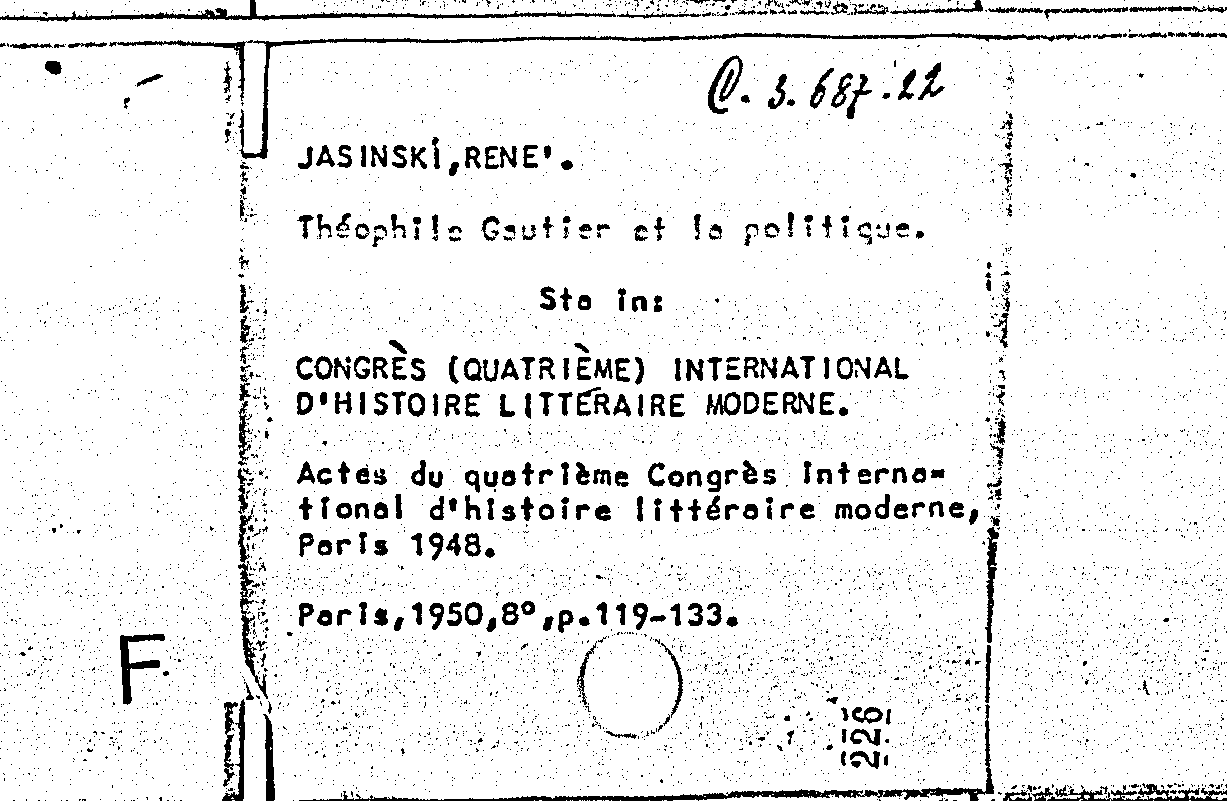 C. 3. 687.22
JASINSKI,RENE'.
Théophile Gautier et la politique.
Sta in:
CONGRÈS (QUATRIÈME) INTERNATIONAL
D'HISTOIRE LITTÉRAIRE MODERNE.
Actes du quatrième Congrès interna-
tional d'histoire littéraire moderne,
Paris 1948.
Paris,1950,8°,p.119-133.
F